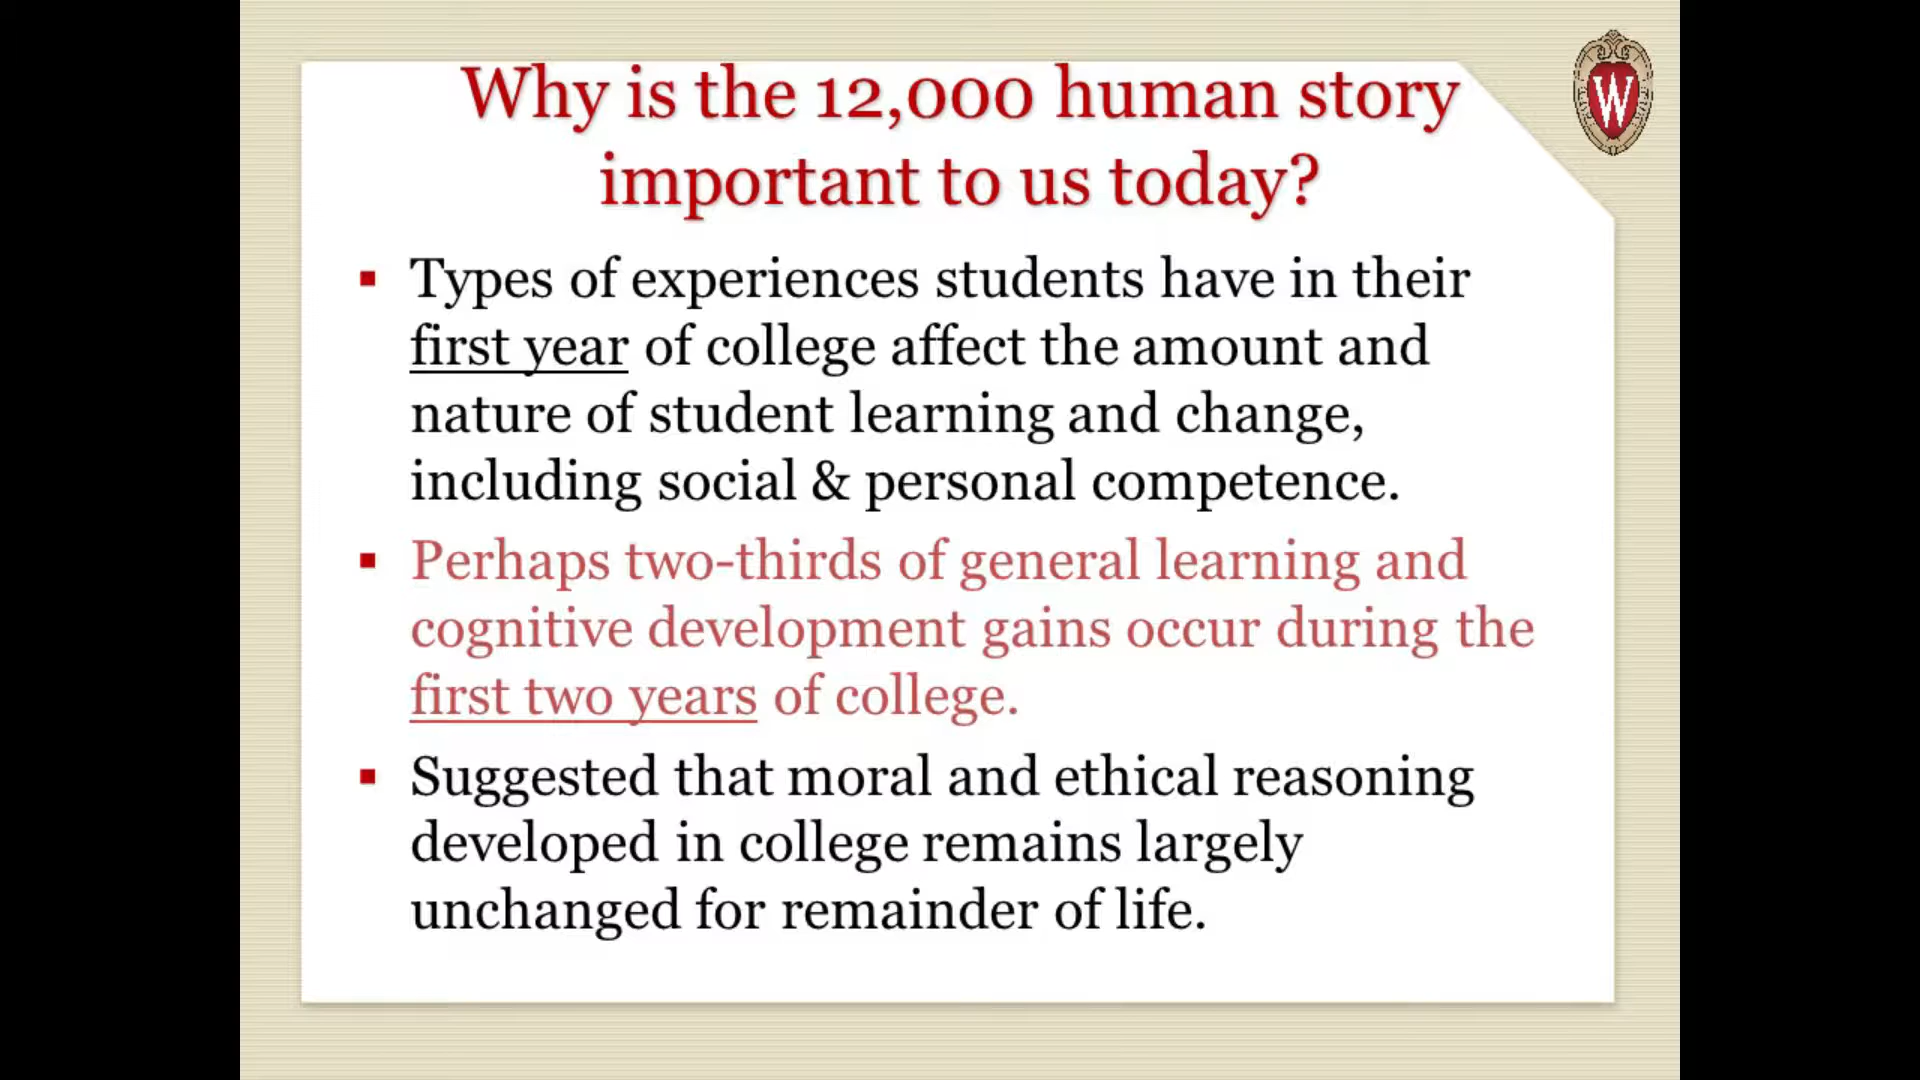 Why is the 12,000 human story
important to us today?
W
▪ Types of experiences students have in their
first year of college affect the amount and
nature of student learning and change,
including social & personal competence.
▪ Perhaps two-thirds of general learning and
cognitive development gains occur during the
first two years of college.
▪ Suggested that moral and ethical reasoning
developed in college remains largely
unchanged for remainder of life.